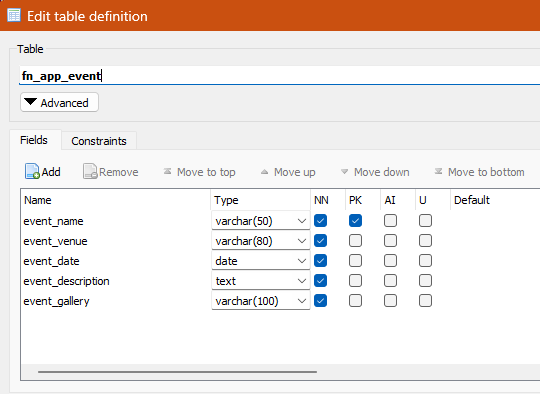 Edit table definition
Table
fn_app_event
Advanced
Fields Constraints
Add Remove Move to top Move up Move down Move to bottom
Name Type NN PK AI U Default
event_name varchar(50)
event_venue varchar(80)
event_date date
event_description text
event_gallery varchar(100)